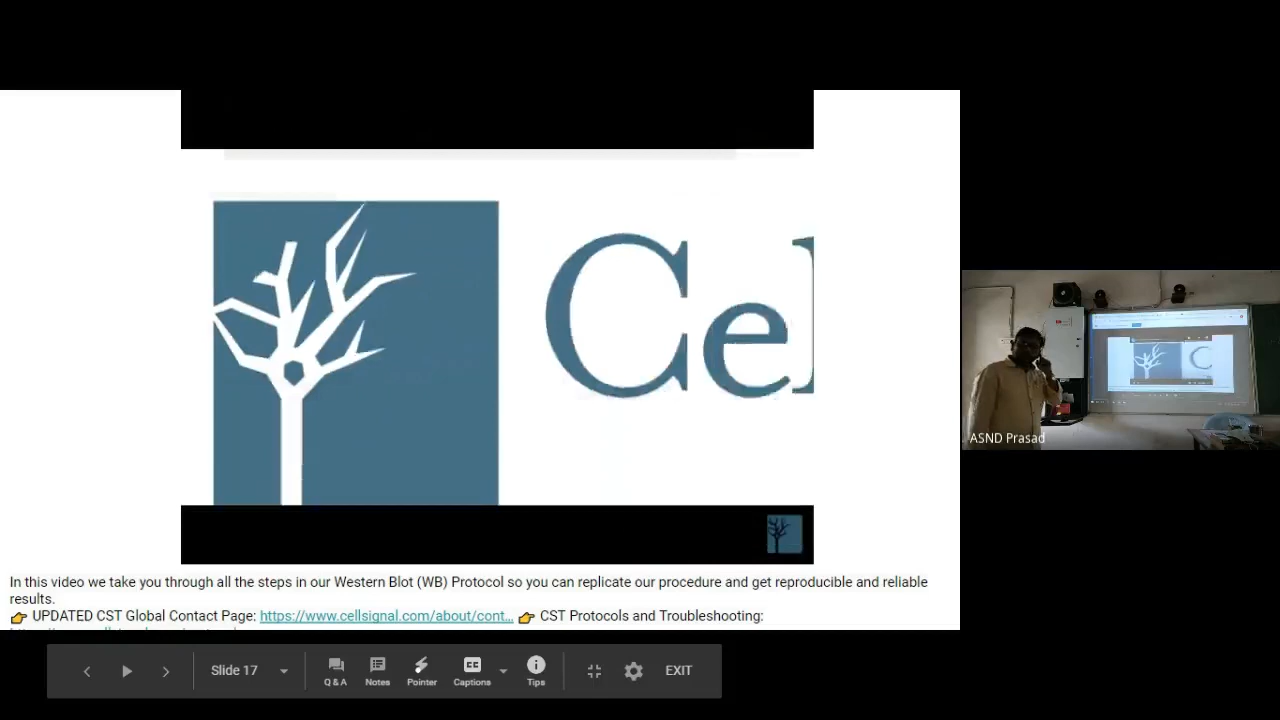 Cel
In this video we take you through all the steps in our Western Blot (WB) Protocol so you can replicate our procedure and get reproducible and reliable
results.
👉 UPDATED CST Global Contact Page: https://www.cellsignal.com/about/cont... 👉 CST Protocols and Troubleshooting:
ASND Prasad
Slide 17
Q & A
Notes
Pointer
Captions
Tips
EXIT